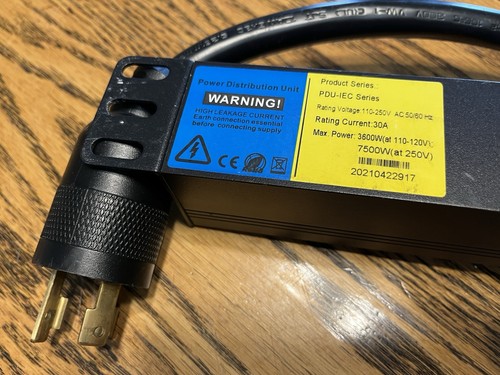 Power Distribution Unit
WARNING!
HIGH LEAKAGE CURRENT
Earth connection essential
before connecting supply
CE
Product Series
PDU-IEC Series
Rating Voltage: 110-250V AC 50/60 Hz
Rating Current:30A
Max. Power: 3600W(at 110-120V);
7500W(at 250V)
20210422917